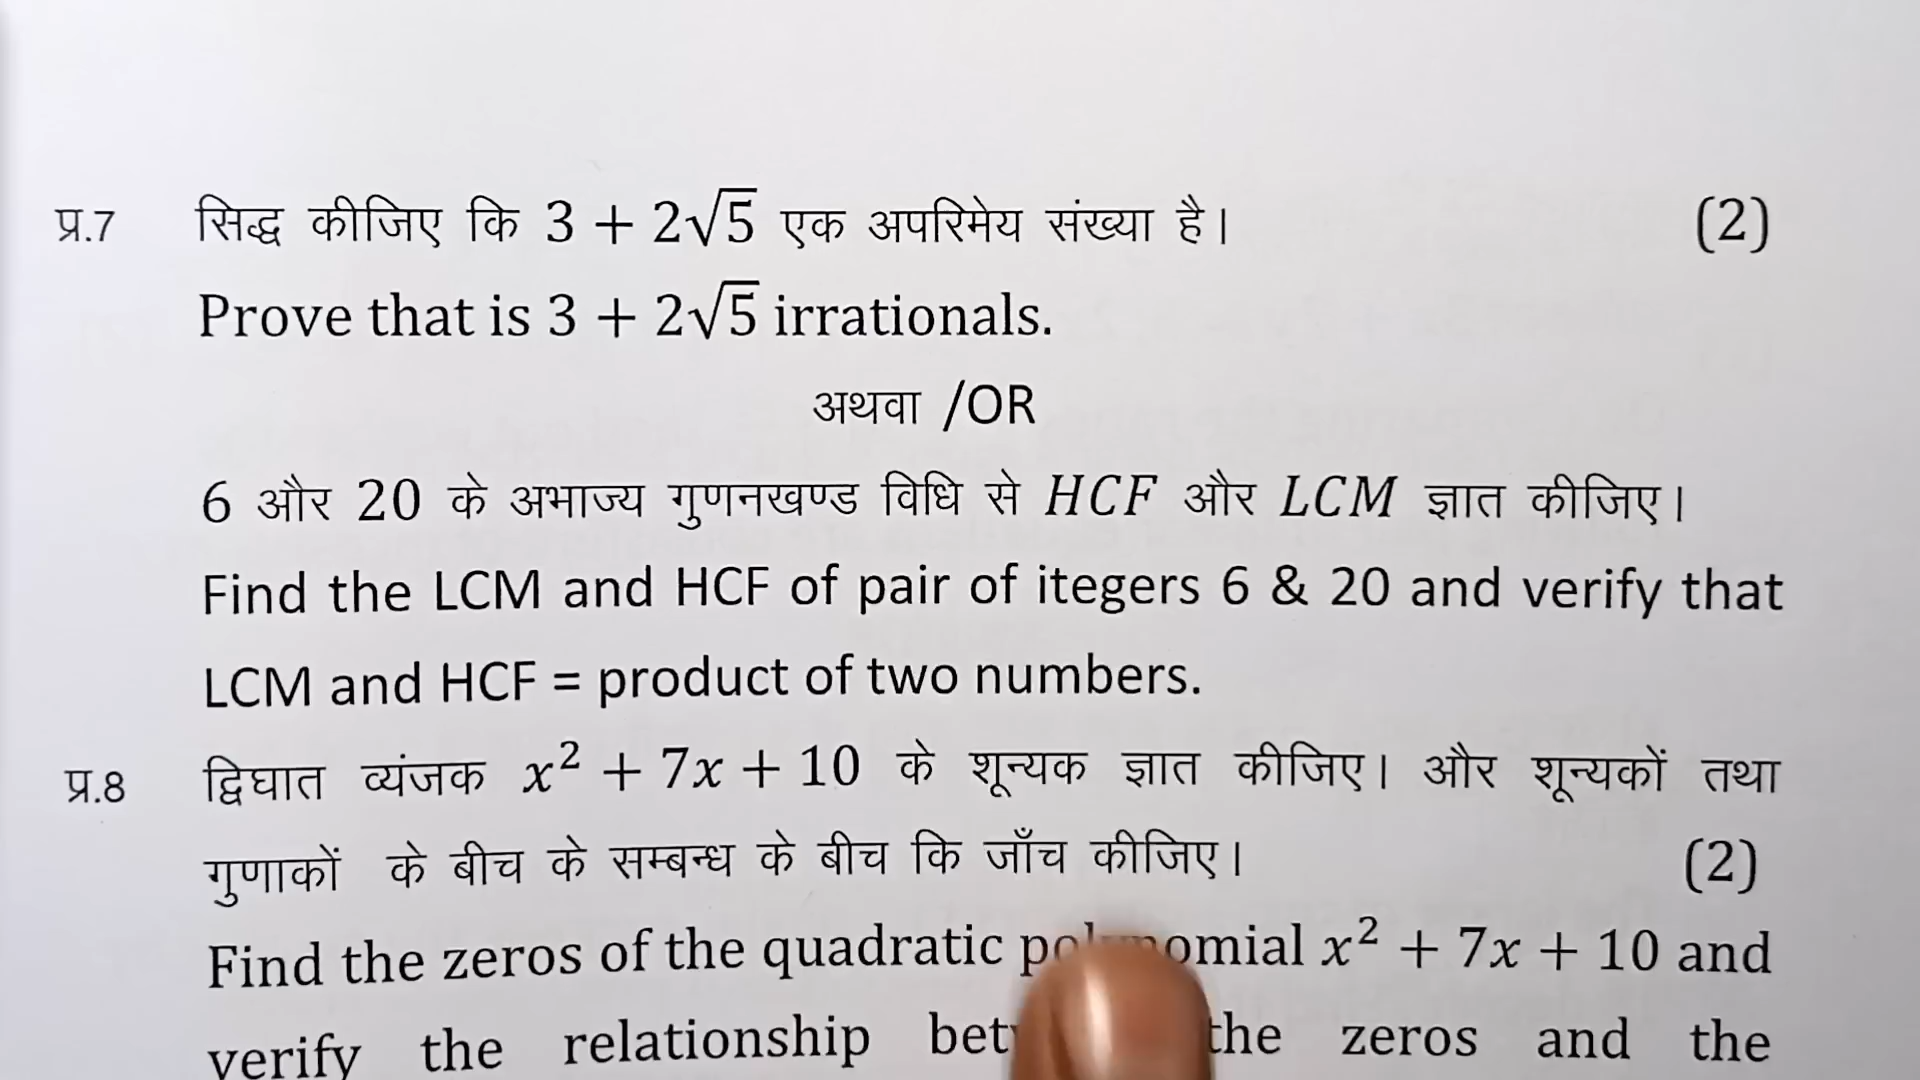 प्र.7 सिद्ध कीजिए कि 3 + 2√5 एक अपरिमेय संख्या है। (2)
Prove that is 3 + 2√5 irrationals.
अथवा /OR
6 और 20 के अभाज्य गुणनखण्ड विधि से HCF और LCM ज्ञात कीजिए।
Find the LCM and HCF of pair of itegers 6 & 20 and verify that
LCM and HCF = product of two numbers.
प्र.8 द्विघात व्यंजक x² + 7x + 10 के शून्यक ज्ञात कीजिए। और शून्यकों तथा
गुणाकों के बीच के सम्बन्ध के बीच कि जाँच कीजिए। (2)
Find the zeros of the quadratic x² + 7x + 10 and
verify the relationship the zeros and the